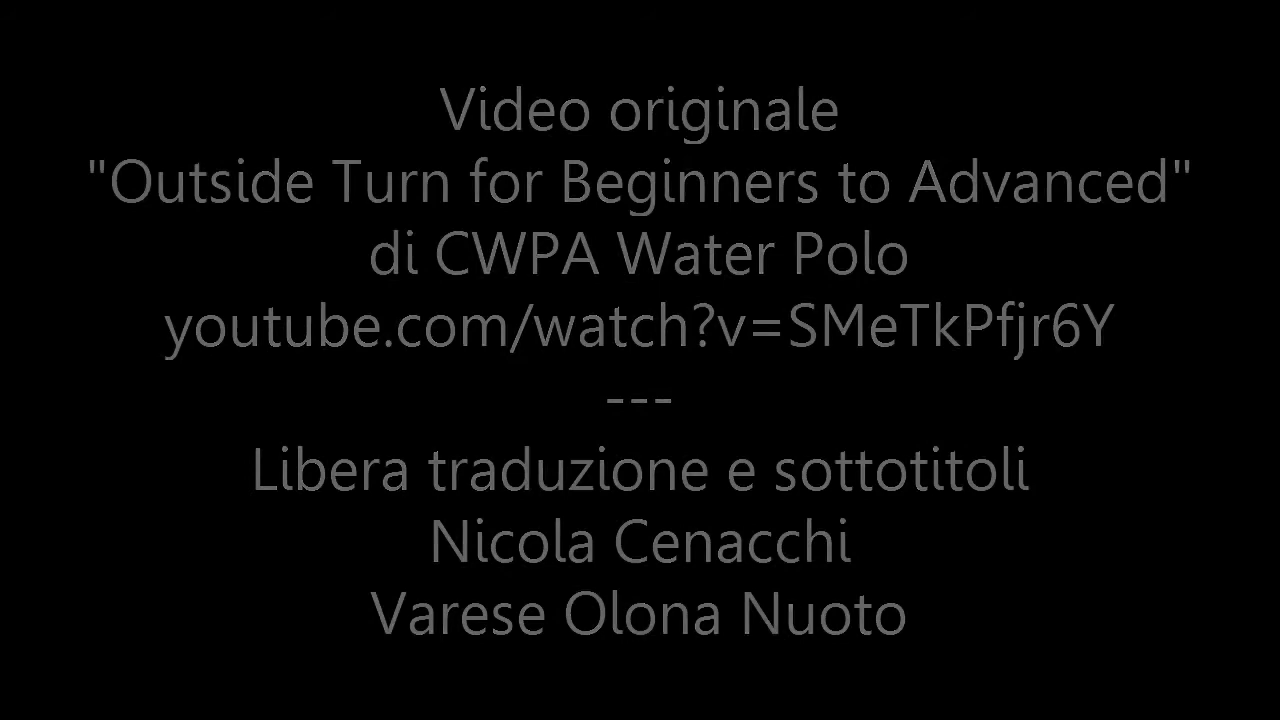 Video originale
"Outside Turn for Beginners to Advanced"
di CWPA Water Polo
youtube.com/watch?v=SMeTkPfjr6Y
---
Libera traduzione e sottotitoli
Nicola Cenacchi
Varese Olona Nuoto